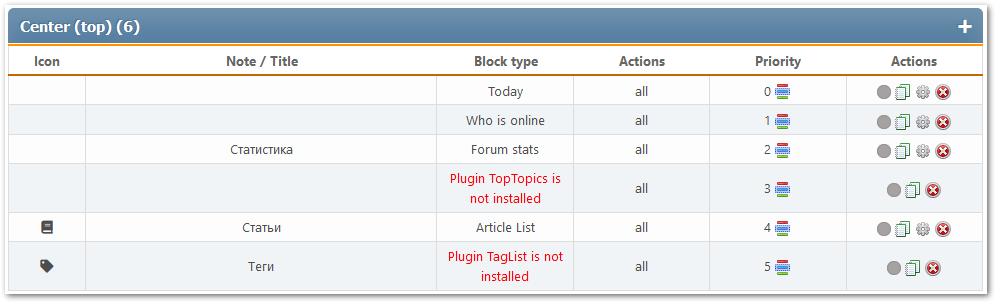 Center (top) (6)
Icon Note / Title Block type Actions Priority Actions
Today all 0
Who is online all 1
Статистика Forum stats all 2
Plugin TopTopics is
not installed all 3
Статьи Article List all 4
Теги Plugin TagList is not
installed all 5